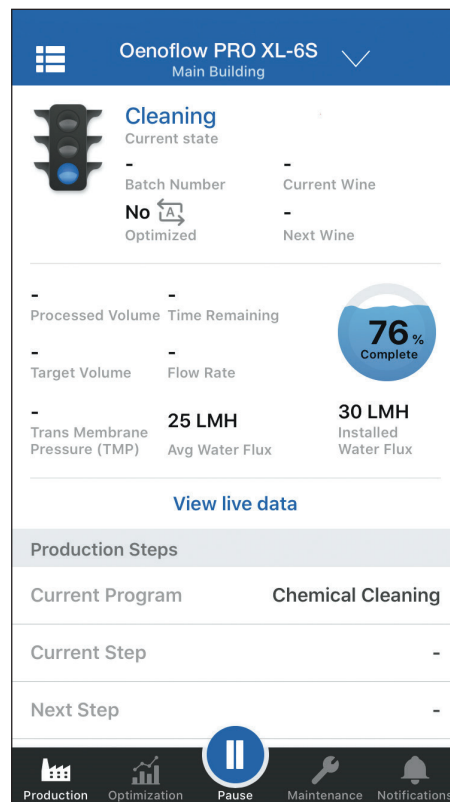 Oenoflow PRO XL-6S
Main Building
Cleaning
Current state
- -
Batch Number Current Wine
No A -
Optimized Next Wine
- -
Processed Volume Time Remaining
76%
Complete
- -
Target Volume Flow Rate
- 25 LMH 30 LMH
Trans Membrane Installed
Pressure (TMP) Avg Water Flux Water Flux
View live data
Production Steps
Current Program Chemical Cleaning
Current Step -
Next Step -
Production Optimization Pause Maintenance Notifications